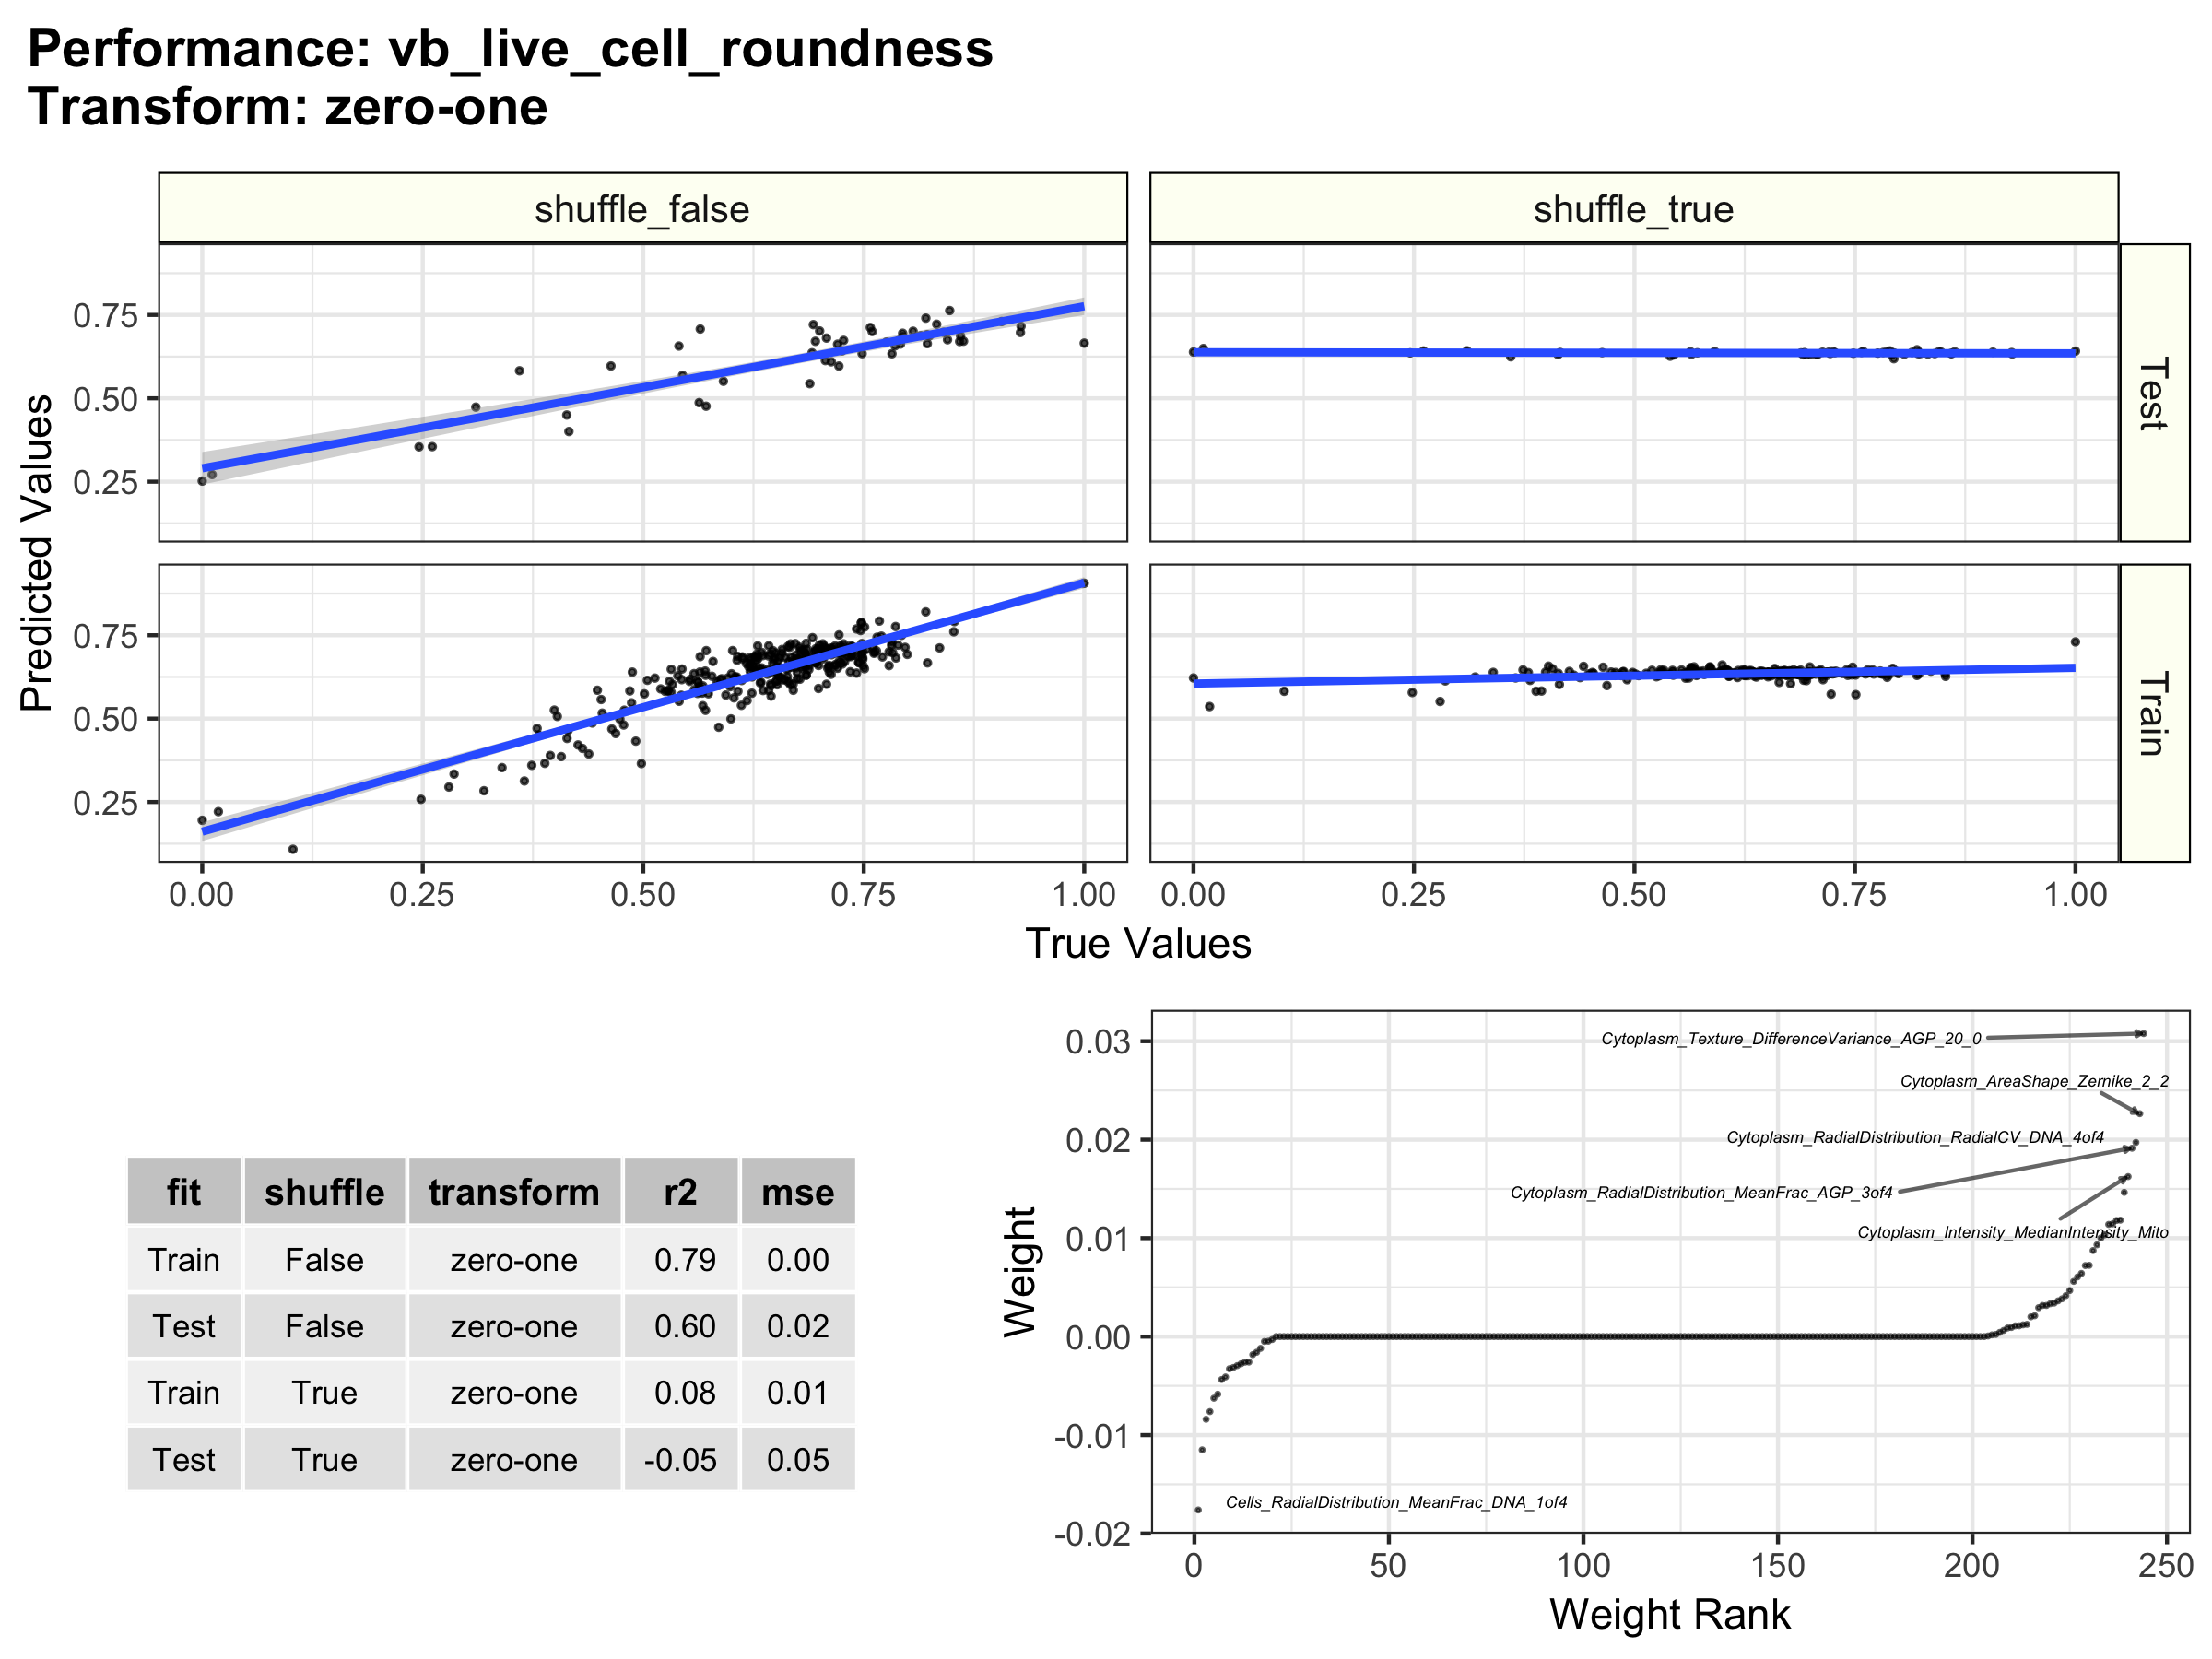 Performance: vb_live_cell_roundness
Transform: zero-one
shuffle_false
shuffle_true
0.75
0.50
0.25
Test
0.75
0.50
0.25
Train
Predicted Values
0.00 0.25 0.50 0.75 1.00
0.00 0.25 0.50 0.75 1.00
True Values
fit shuffle transform r2 mse
Train False zero-one 0.79 0.00
Test False zero-one 0.60 0.02
Train True zero-one 0.08 0.01
Test True zero-one -0.05 0.05
Weight
0.03
0.02
0.01
0.00
-0.01
-0.02
Cytoplasm_Texture_DifferenceVariance_AGP_20_0
Cytoplasm_AreaShape_Zernike_2_2
Cytoplasm_RadialDistribution_RadialCV_DNA_4of4
Cytoplasm_RadialDistribution_MeanFrac_AGP_3of4
Cytoplasm_Intensity_MedianIntensity_Mito
Cells_RadialDistribution_MeanFrac_DNA_1of4
0 50 100 150 200 250
Weight Rank